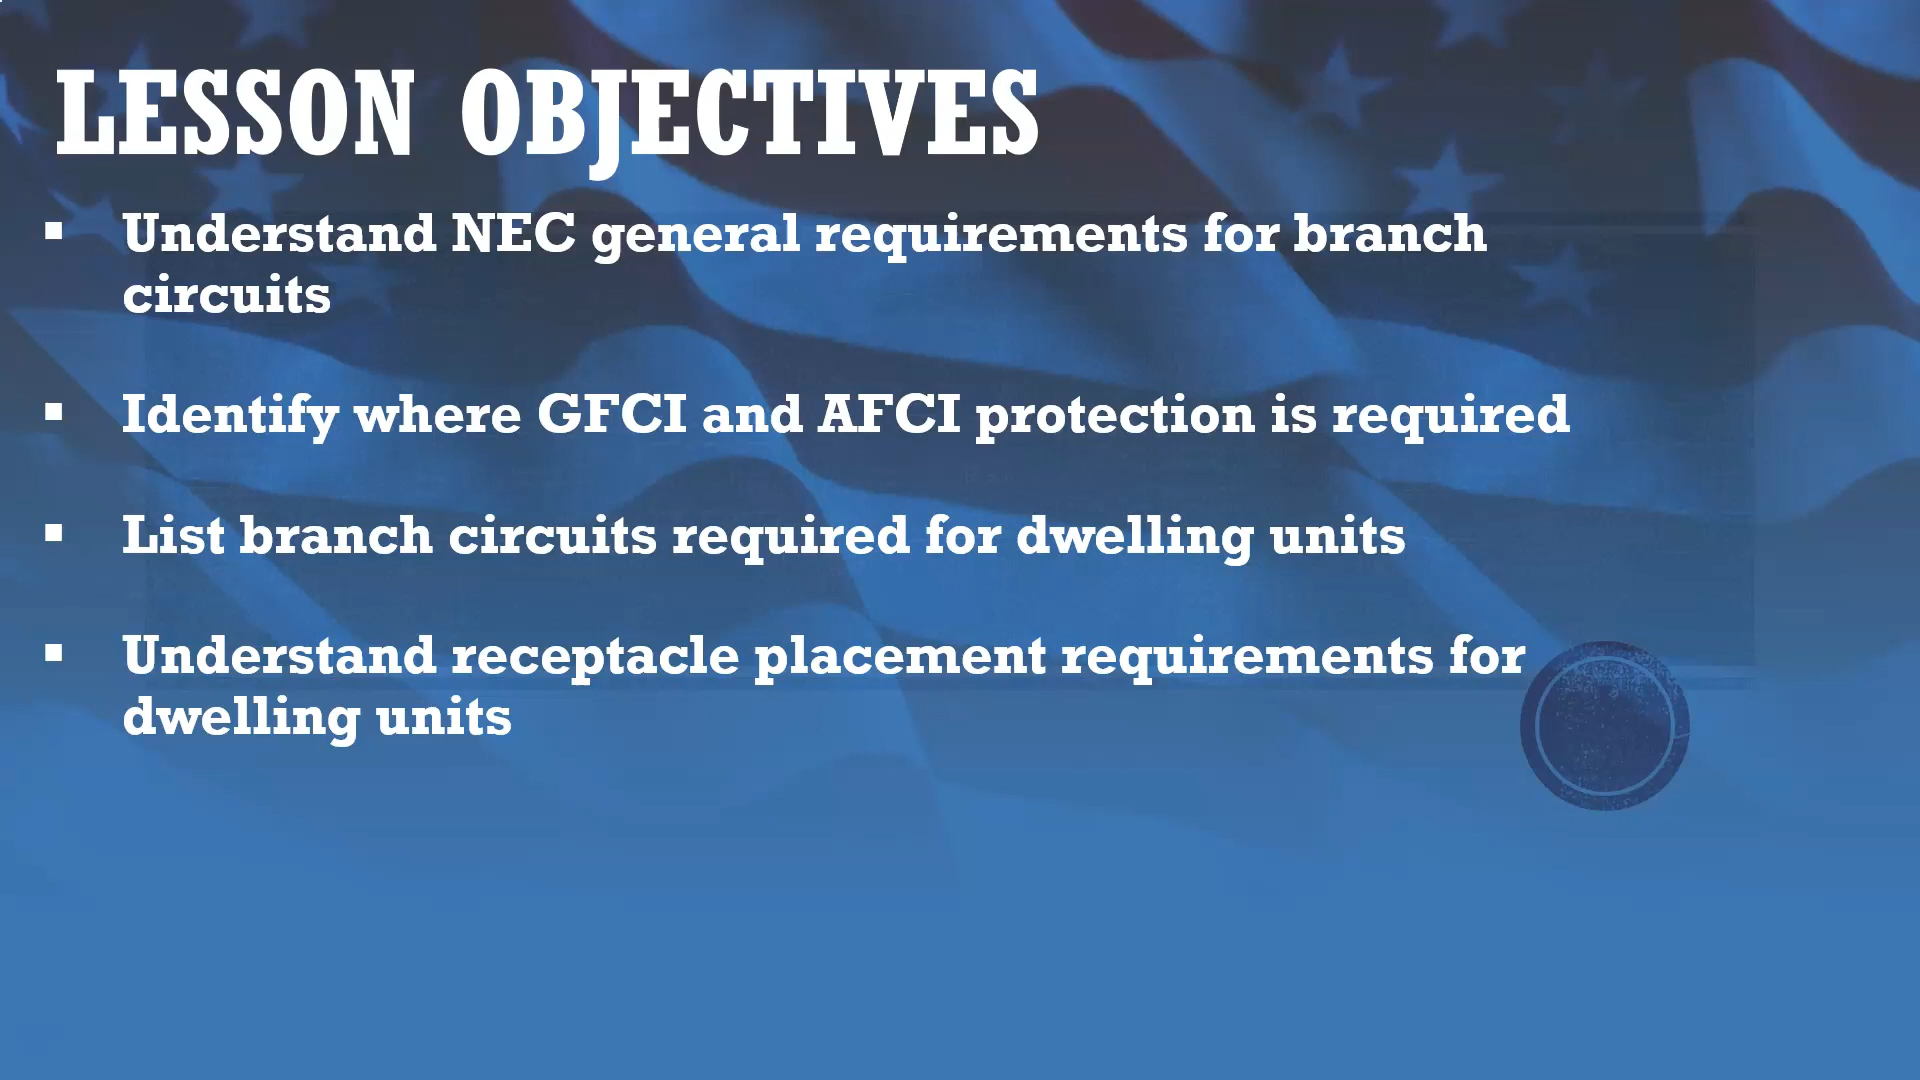 LESSON OBJECTIVES
▪ Understand NEC general requirements for branch
circuits
▪ Identify where GFCI and AFCI protection is required
▪ List branch circuits required for dwelling units
▪ Understand receptacle placement requirements for
dwelling units